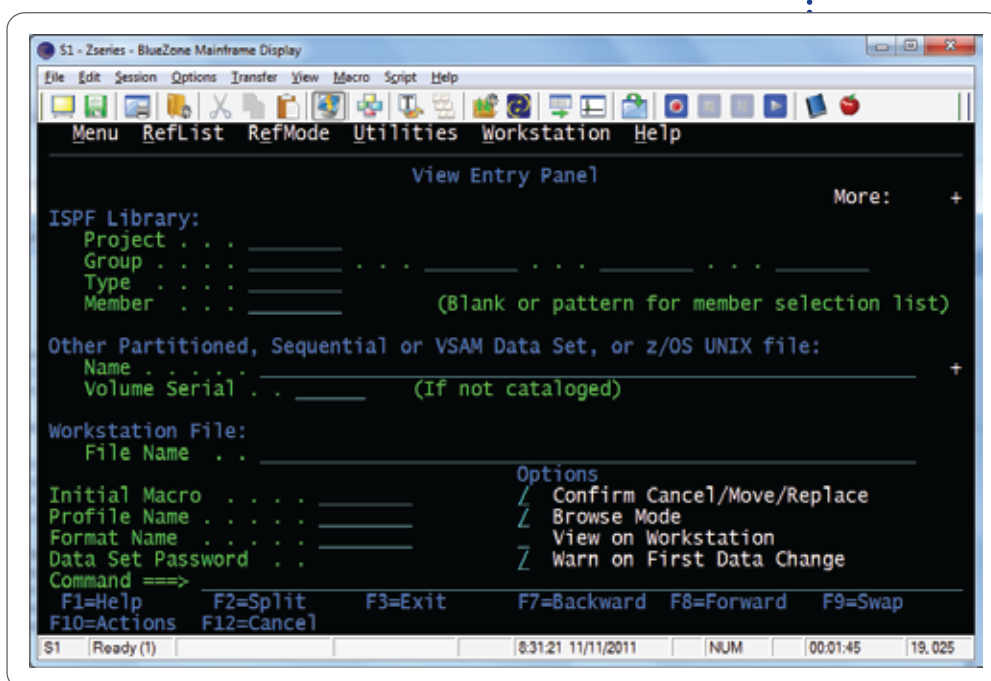 S1 - Zseries - BlueZone Mainframe Display
File Edit Session Options Transfer View Macro Script Help
Menu RefList RefMode Utilities Workstation Help
View Entry Panel
More: +
ISPF Library:
Project . . . 
Group . . . . . . . . . . . . .
Type . . . .
Member . . . (Blank or pattern for member selection list)
Other Partitioned, Sequential or VSAM Data Set, or z/OS UNIX file:
Name . . . . . +
Volume Serial . . (If not cataloged)
Workstation File:
File Name . .
Options
Initial Macro . . . . / Confirm Cancel/Move/Replace
Profile Name . . . . . / Browse Mode
Format Name . . . . . _ View on Workstation
Data Set Password . . / Warn on First Data Change
Command ===>
F1=Help F2=Split F3=Exit F7=Backward F8=Forward F9=Swap
F10=Actions F12=Cancel
S1 Ready (1) 8:31:21 11/11/2011 NUM 00:01:45 19, 025